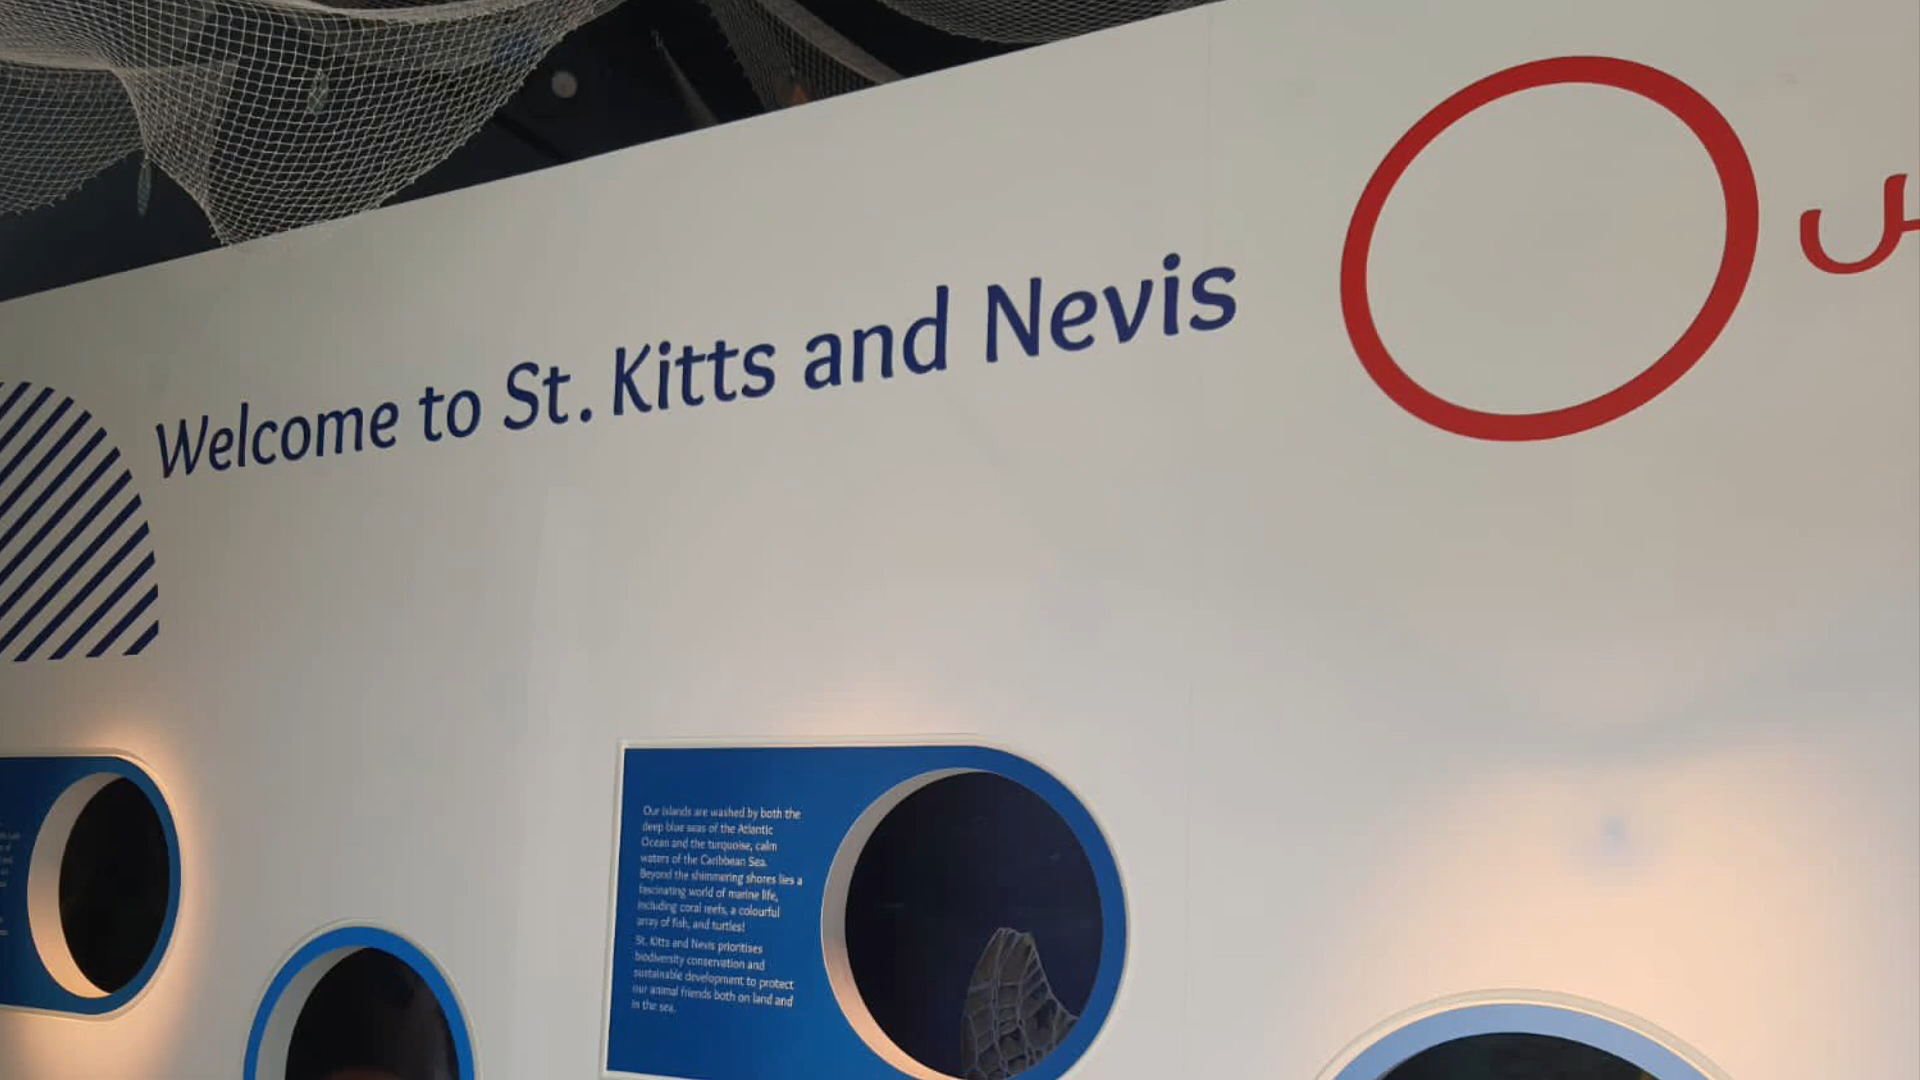 Welcome to St. Kitts and Nevis
Our islands are washed by both the
deep blue seas of the Atlantic
Ocean and the turquoise, calm
waters of the Caribbean Sea.
Beyond the shimmering shores lies a
fascinating world of marine life,
including coral reefs, a colourful
array of fish, and turtles!
St. Kitts and Nevis prioritises
biodiversity conservation and
sustainable development to protect
our animal friends both on land and
in the sea.